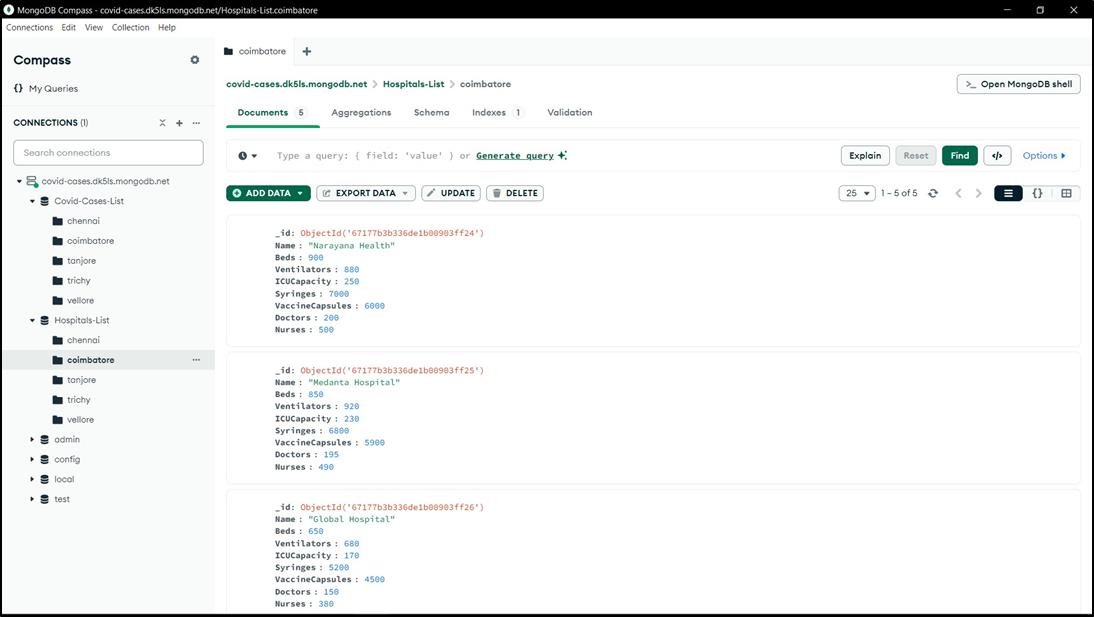 MongoDB Compass - covid-cases.dk5ls.mongodb.net/Hospitals-List.coimbatore
Connections Edit View Collection Help
Compass
{} My Queries
CONNECTIONS (1)
Search connections
covid-cases.dk5ls.mongodb.net
Covid-Cases-List
chennai
coimbatore
tanjore
trichy
vellore
Hospitals-List
chennai
coimbatore
tanjore
trichy
vellore
admin
config
local
test
coimbatore
covid-cases.dk5ls.mongodb.net > Hospitals-List > coimbatore
>_ Open MongoDB shell
Documents 5 Aggregations Schema Indexes 1 Validation
Type a query: { field: 'value' } or Generate query
Explain Reset Find </> Options
ADD DATA EXPORT DATA UPDATE DELETE
25 1 – 5 of 5 {}
_id: ObjectId('67177b3b336de1b00903ff24')
Name : "Narayana Health"
Beds : 900
Ventilators : 880
ICUCapacity : 250
Syringes : 7000
VaccineCapsules : 6000
Doctors : 200
Nurses : 500
_id: ObjectId('67177b3b336de1b00903ff25')
Name : "Medanta Hospital"
Beds : 850
Ventilators : 920
ICUCapacity : 230
Syringes : 6800
VaccineCapsules : 5900
Doctors : 195
Nurses : 490
_id: ObjectId('67177b3b336de1b00903ff26')
Name : "Global Hospital"
Beds : 650
Ventilators : 680
ICUCapacity : 170
Syringes : 5200
VaccineCapsules : 4500
Doctors : 150
Nurses : 380